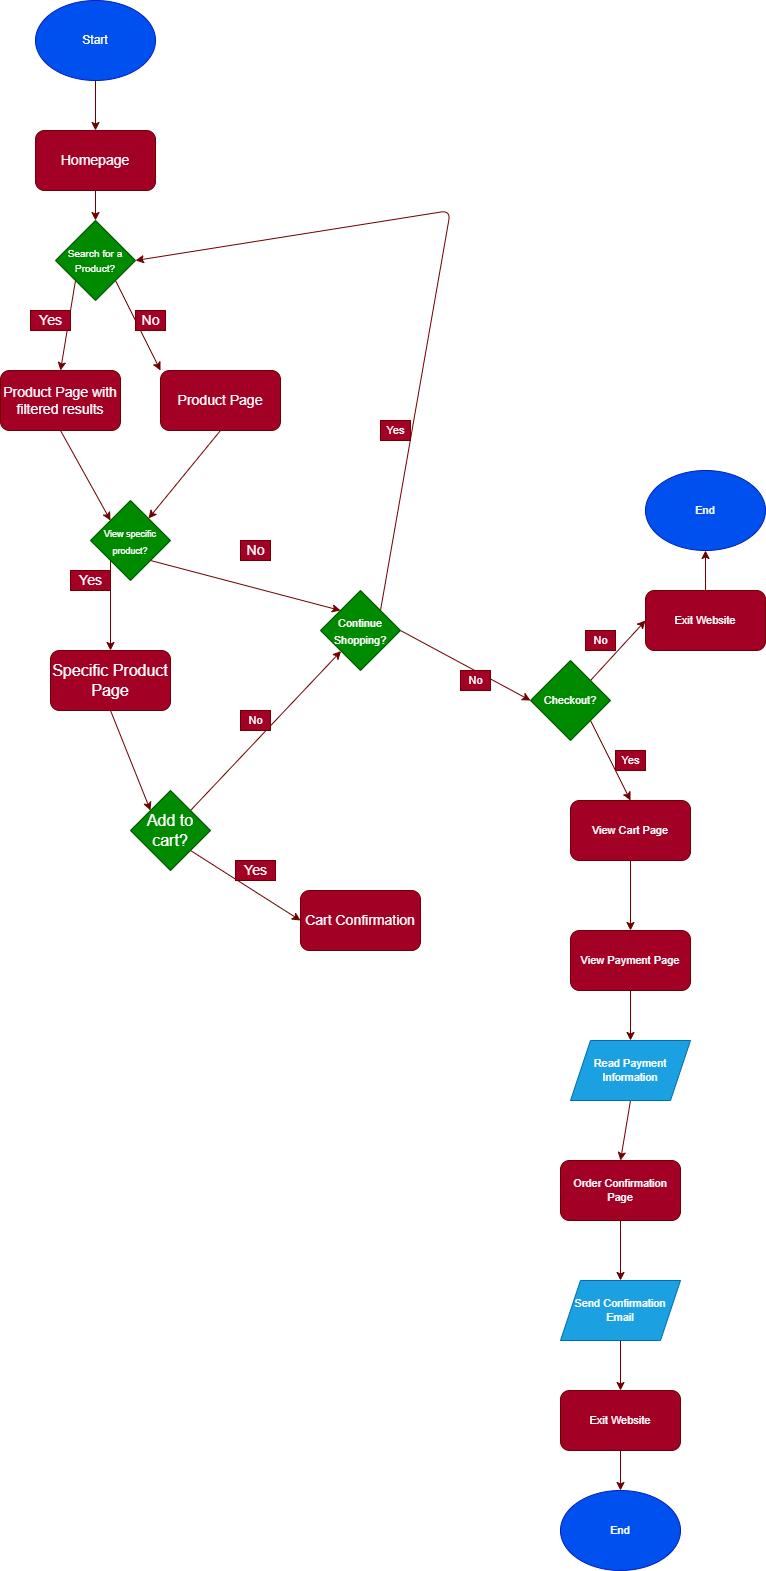 Start
Homepage
Search for a
Product?
Yes
No
Product Page with
filtered results
Product Page
Yes
View specific
product?
No
Yes
Continue
Shopping?
Specific Product
Page
No
Add to
cart?
Yes
Cart Confirmation
No
End
Exit Website
No
Checkout?
Yes
View Cart Page
View Payment Page
Read Payment
Information
Order Confirmation
Page
Send Confirmation
Email
Exit Website
End